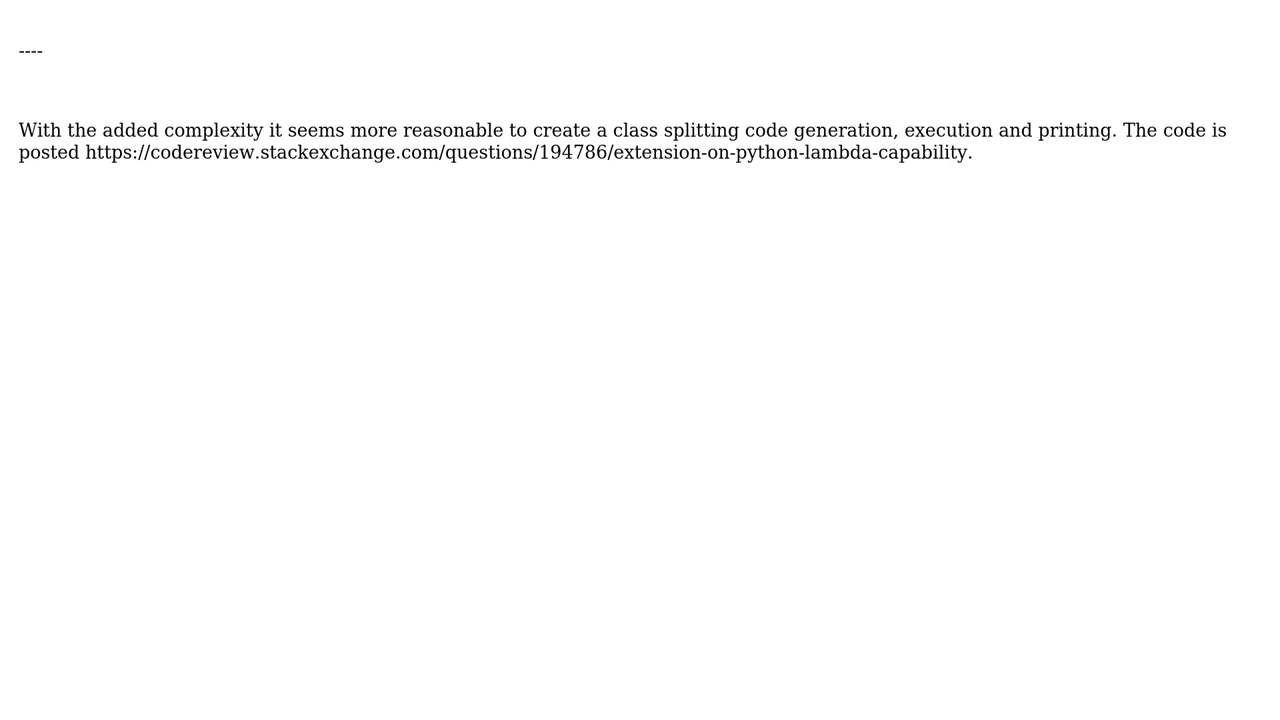 ----
With the added complexity it seems more reasonable to create a class splitting code generation, execution and printing. The code is
posted https://codereview.stackexchange.com/questions/194786/extension-on-python-lambda-capability.